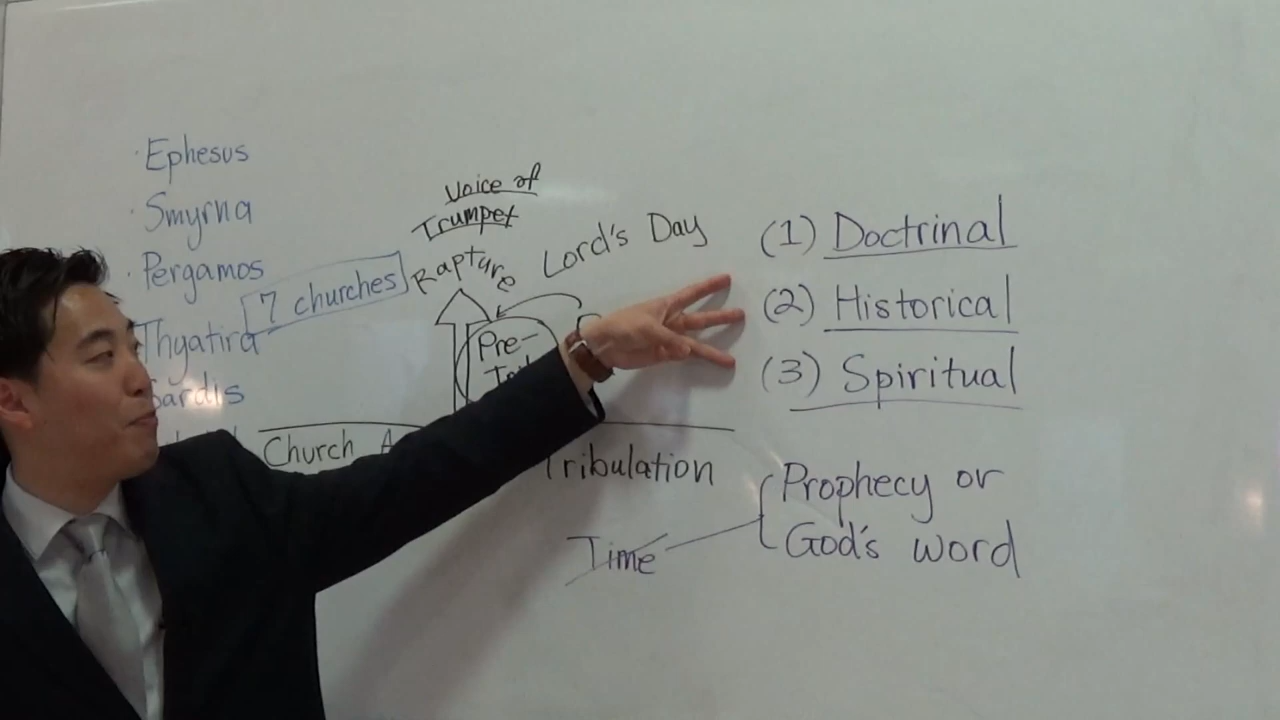 · Ephesus
· Smyrna
· Pergamos
Thyatira
Sardis
7 churches
Voice of
Trumpet
Rapture
Lord's Day
Pre-
Church
Tribulation
Time
(1) Doctrinal
(2) Historical
(3) Spiritual
Prophecy or
God's word